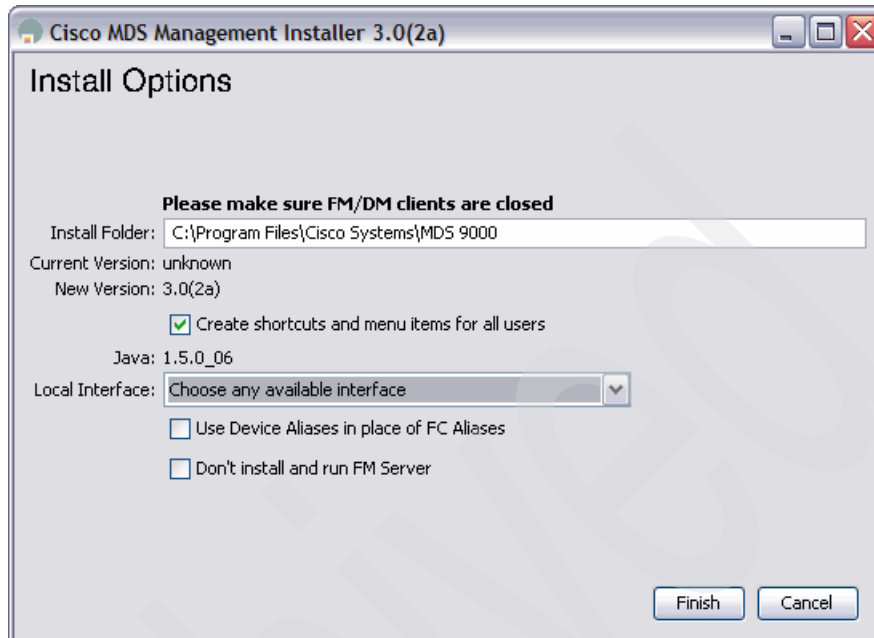 Cisco MDS Management Installer 3.0(2a)
Install Options
Please make sure FM/DM clients are closed
Install Folder: C:\Program Files\Cisco Systems\MDS 9000
Current Version: unknown
New Version: 3.0(2a)
Create shortcuts and menu items for all users
Java: 1.5.0_06
Local Interface: Choose any available interface
Use Device Aliases in place of FC Aliases
Don't install and run FM Server
Finish Cancel